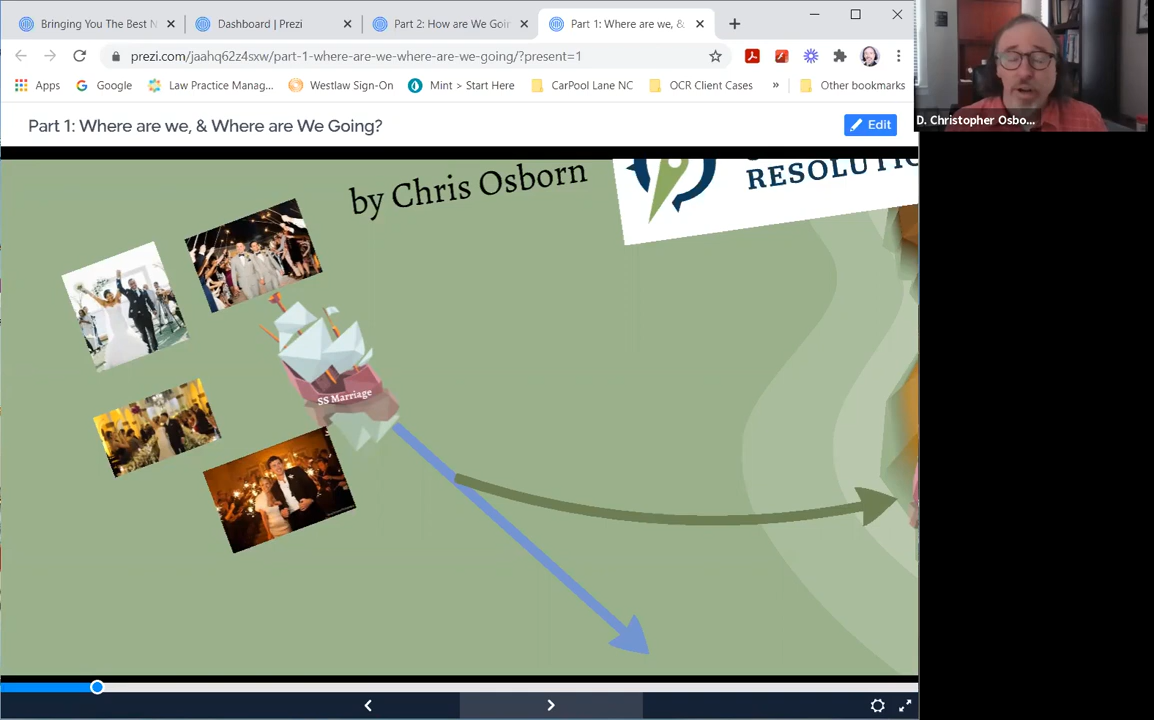 Bringing You The Best N
Dashboard | Prezi
Part 2: How are We Goin
Part 1: Where are we, &
prezi.com/jaahq62z4sxw/part-1-where-are-we-where-are-we-going/?present=1
Apps
Google
Law Practice Manag...
Westlaw Sign-On
Mint > Start Here
CarPool Lane NC
OCR Client Cases
»
Other bookmarks
D. Christopher Osbo...
Part 1: Where are we, & Where are We Going?
Edit
by Chris Osborn
RESOLUTIO
SS Marriage